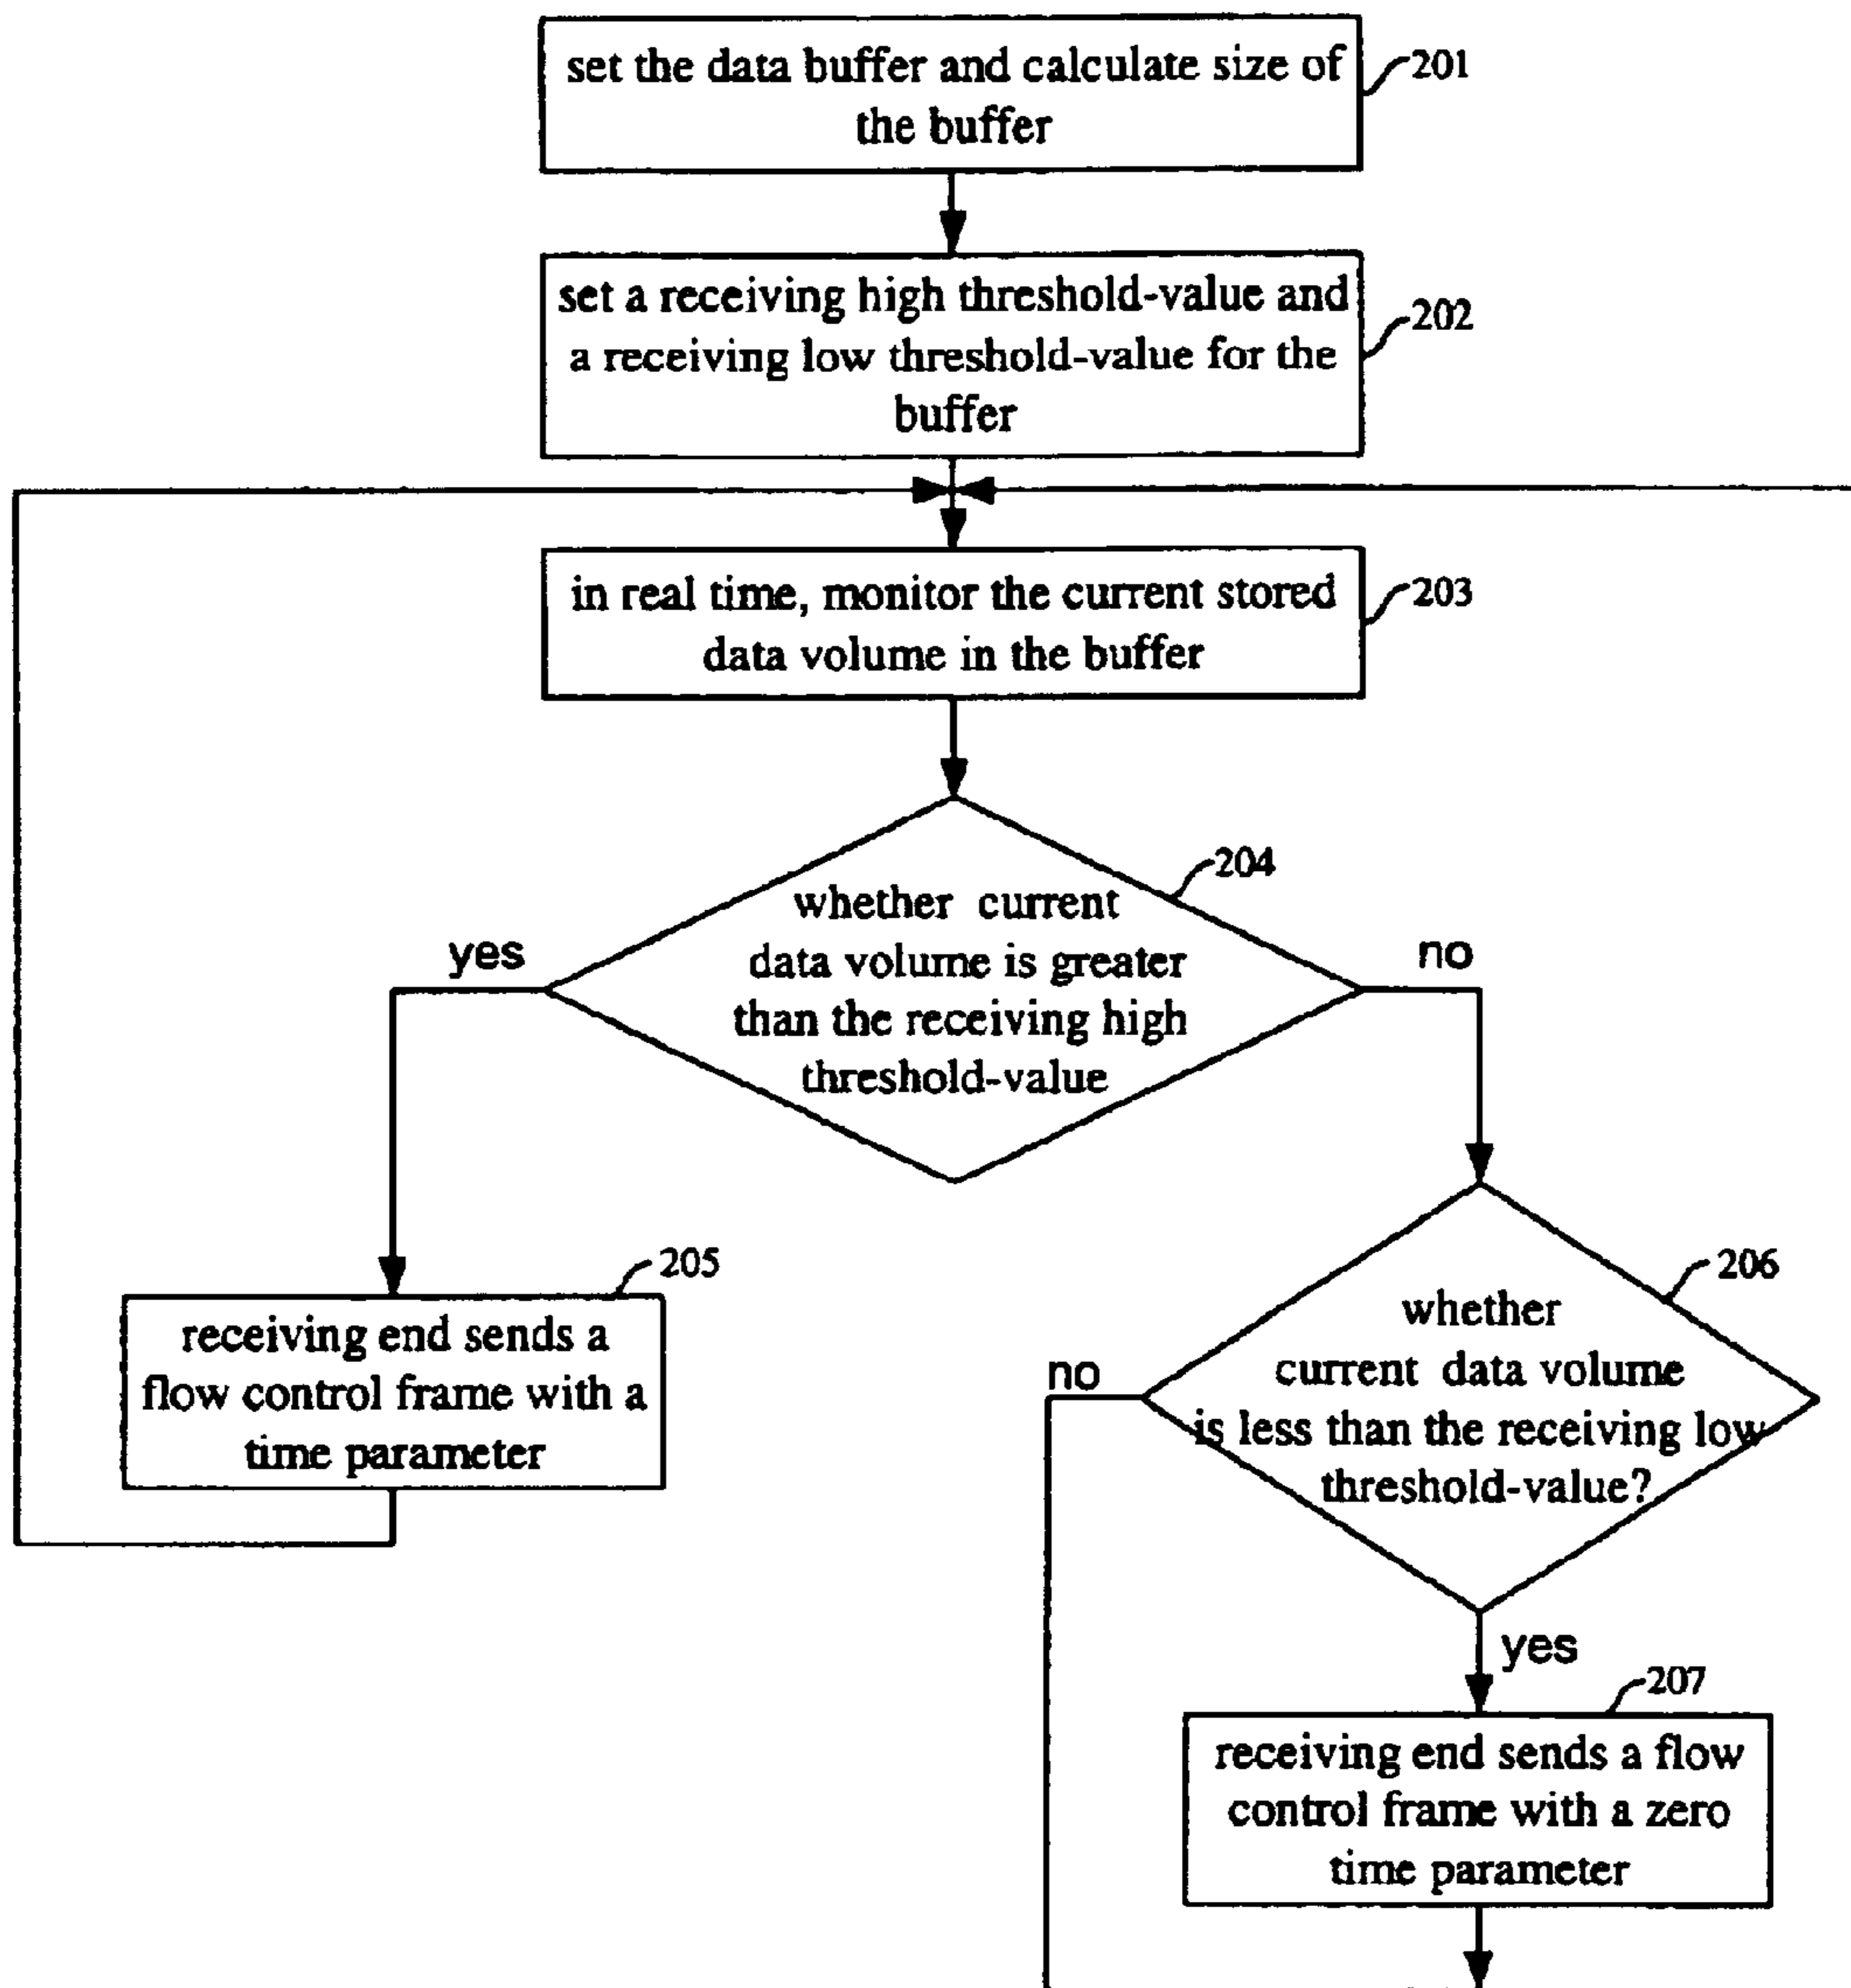 set the data buffer and calculate size of
the buffer
201
set a receiving high threshold-value and
a receiving low threshold-value for the
buffer
202
in real time, monitor the current stored
data volume in the buffer
203
204
whether current
data volume is greater
than the receiving high
threshold-value
yes
no
205
receiving end sends a
flow control frame with a
time parameter
206
whether
current data volume
is less than the receiving low
threshold-value?
no
yes
207
receiving end sends a flow
control frame with a zero
time parameter